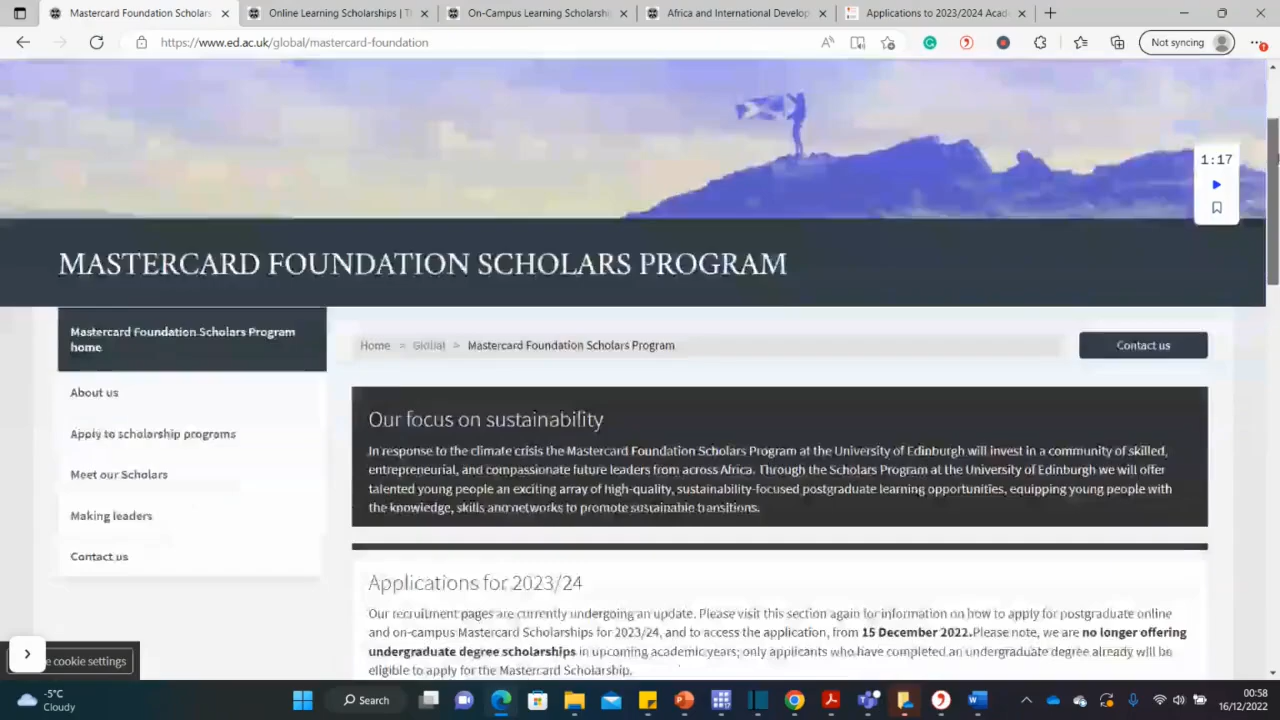 Mastercard Foundation Scholars
Online Learning Scholarships | T
On-Campus Learning Scholarshi
Africa and International Develop
Applications to 2023/2024 Acad
https://www.ed.ac.uk/global/mastercard-foundation
Not syncing
1:17
MASTERCARD FOUNDATION SCHOLARS PROGRAM
Mastercard Foundation Scholars Program
home
Home > Global > Mastercard Foundation Scholars Program
Contact us
About us
Apply to scholarship programs
Meet our Scholars
Making leaders
Contact us
Our focus on sustainability
In response to the climate crisis the Mastercard Foundation Scholars Program at the University of Edinburgh will invest in a community of skilled,
entrepreneurial, and compassionate future leaders from across Africa. Through the Scholars Program at the University of Edinburgh we will offer
talented young people an exciting array of high-quality, sustainability-focused postgraduate learning opportunities, equipping young people with
the knowledge, skills and networks to promote sustainable transitions.
Applications for 2023/24
Our recruitment pages are currently undergoing an update. Please visit this section again for information on how to apply for postgraduate online
and on-campus Mastercard Scholarships for 2023/24, and to access the application, from 15 December 2022.Please note, we are no longer offering
undergraduate degree scholarships in upcoming academic years; only applicants who have completed an undergraduate degree already will be
eligible to apply for the Mastercard Scholarship.
e cookie settings
-5°C
Cloudy
Search
00:58
16/12/2022